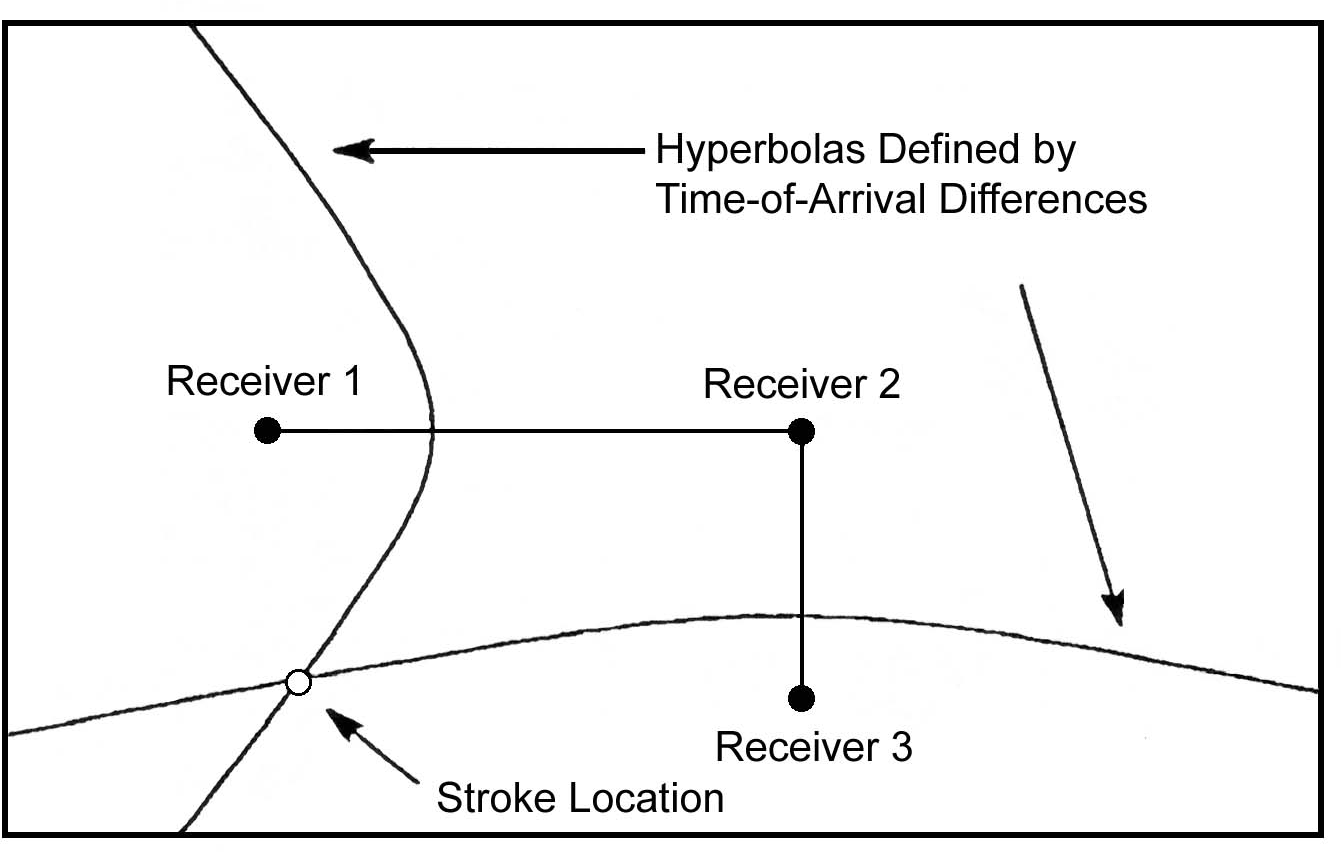 Hyperbolas Defined by
Time-of-Arrival Differences
Receiver 1
Receiver 2
Receiver 3
Stroke Location